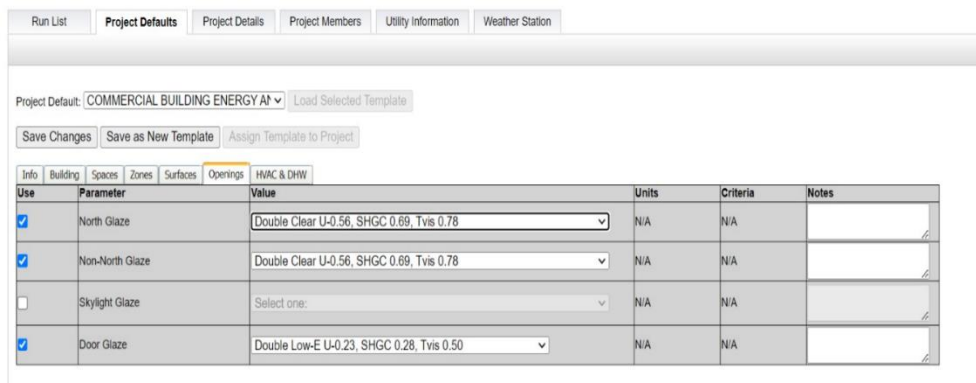 Run List Project Defaults Project Details Project Members Utility Information Weather Station
Project Default: COMMERCIAL BUILDING ENERGY AN Load Selected Template
Save Changes Save as New Template Assign Template to Project
Info Building Spaces Zones Surfaces Openings HVAC & DHW
Use Parameter Value Units Criteria Notes
North Glaze Double Clear U-0.56, SHGC 0.69, Tvis 0.78 N/A N/A
Non-North Glaze Double Clear U-0.56, SHGC 0.69, Tvis 0.78 N/A N/A
Skylight Glaze Select one: N/A N/A
Door Glaze Double Low-E U-0.23, SHGC 0.28, Tvis 0.50 N/A N/A